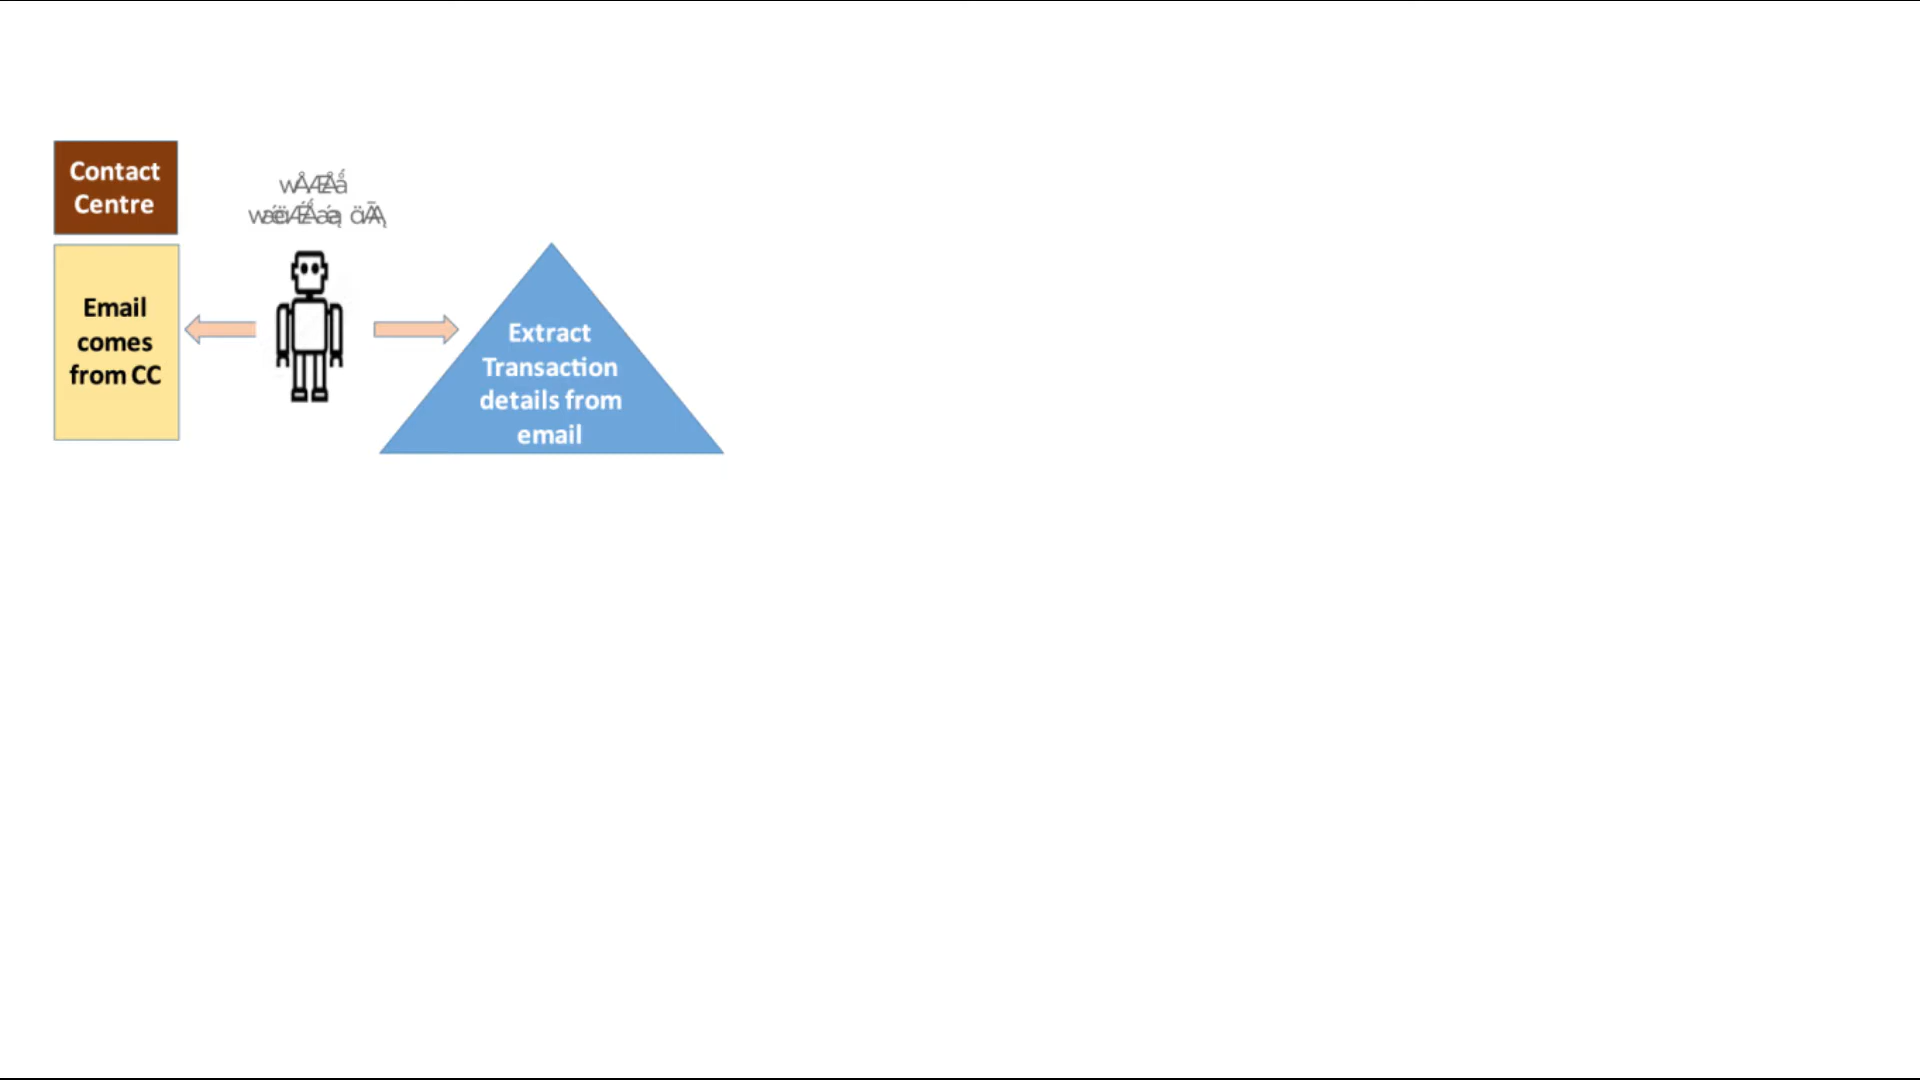 Contact
Centre
Email
comes
from CC
Extract
Transaction
details from
email